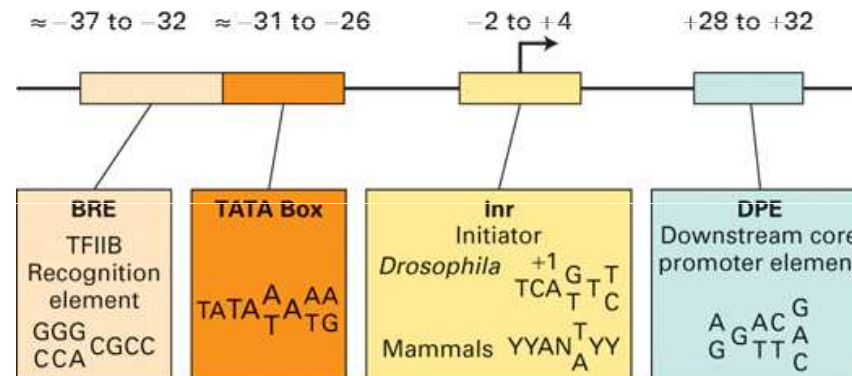 ≈ −37 to −32 ≈ −31 to −26 −2 to +4 +28 to +32
BRE
TFIIB
Recognition
element
GGG
CCA CGCC
TATA Box
TATA A A AA
T TG
inr
Initiator
Drosophila +1
TCA G T T
T C
Mammals YYAN T YY
A
DPE
Downstream core
promoter elemen
A G AC G
G TT A
C